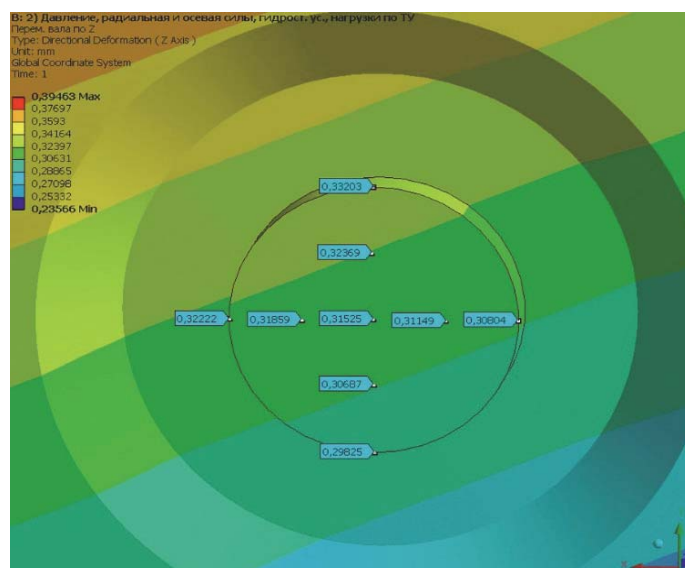 B: 2) Давление, радиальная и осевая силы, гидрост. ус., нагрузки по ТУ
Перем. вала по Z
Type: Directional Deformation ( Z Axis )
Unit: mm
Global Coordinate System
Time: 1
0,39463 Max
0,37697
0,3593
0,34164
0,32397
0,30631
0,28865
0,27098
0,25332
0,23566 Min
0,33203
0,32369
0,32222
0,31859
0,31525
0,31149
0,30804
0,30687
0,29825